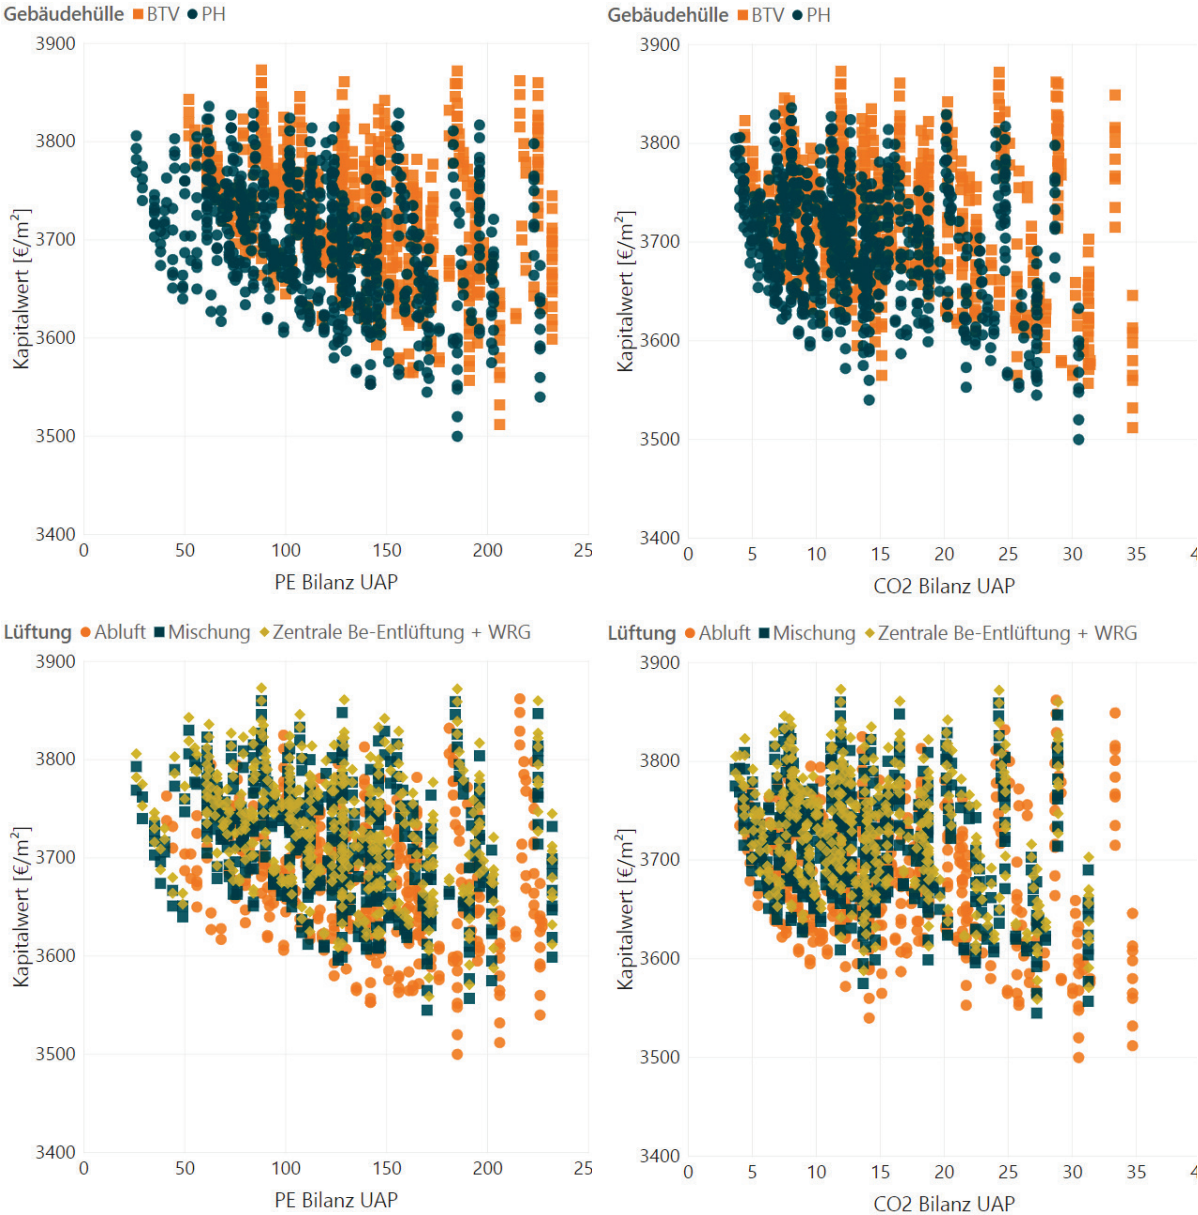 Gebäudehülle BTV PH
3900
3800
3700
3600
3500
3400
Kapitalwert [€/m²]
0 50 100 150 200 25
PE Bilanz UAP
Gebäudehülle BTV PH
3900
3800
3700
3600
3500
3400
Kapitalwert [€/m²]
0 5 10 15 20 25 30 35 4
CO2 Bilanz UAP
Lüftung Abluft Mischung Zentrale Be-Entlüftung + WRG
3900
3800
3700
3600
3500
3400
Kapitalwert [€/m²]
0 50 100 150 200 25
PE Bilanz UAP
Lüftung Abluft Mischung Zentrale Be-Entlüftung + WRG
3900
3800
3700
3600
3500
3400
Kapitalwert [€/m²]
0 5 10 15 20 25 30 35 4
CO2 Bilanz UAP